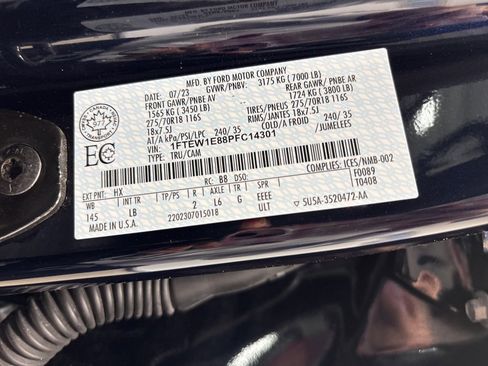 MFD. BY FORD MOTOR COMPANY
DATE: 07/23 GVWR/PNBV: 3175 KG (7000 LB)
FRONT GAWR/PNBE AV REAR GAWR/PNBE AR
1565 KG (3450 LB) 1724 KG (3800 LB)
275/70R18 116S TIRES/PNEUS 275/70R18 116S
18x7.5J RIMS/JANTES 18x7.5J
AT/A kPa/PSI/LPC 240/35 COLD/A FROID 240/35
1FTEW1E88PFC14301 /JUMELEES
TYPE: TRU/CAM COMPLIANT: ICES/NMB-002
EC
EXT PNT: HX RC: B8 DSO: F0089
WB TP/PS R AXLE SPR T0408
145 LB 2 L6 G EEEE
MADE IN U.S.A. 2202307015018 ULT 5U5A-3520472-AA